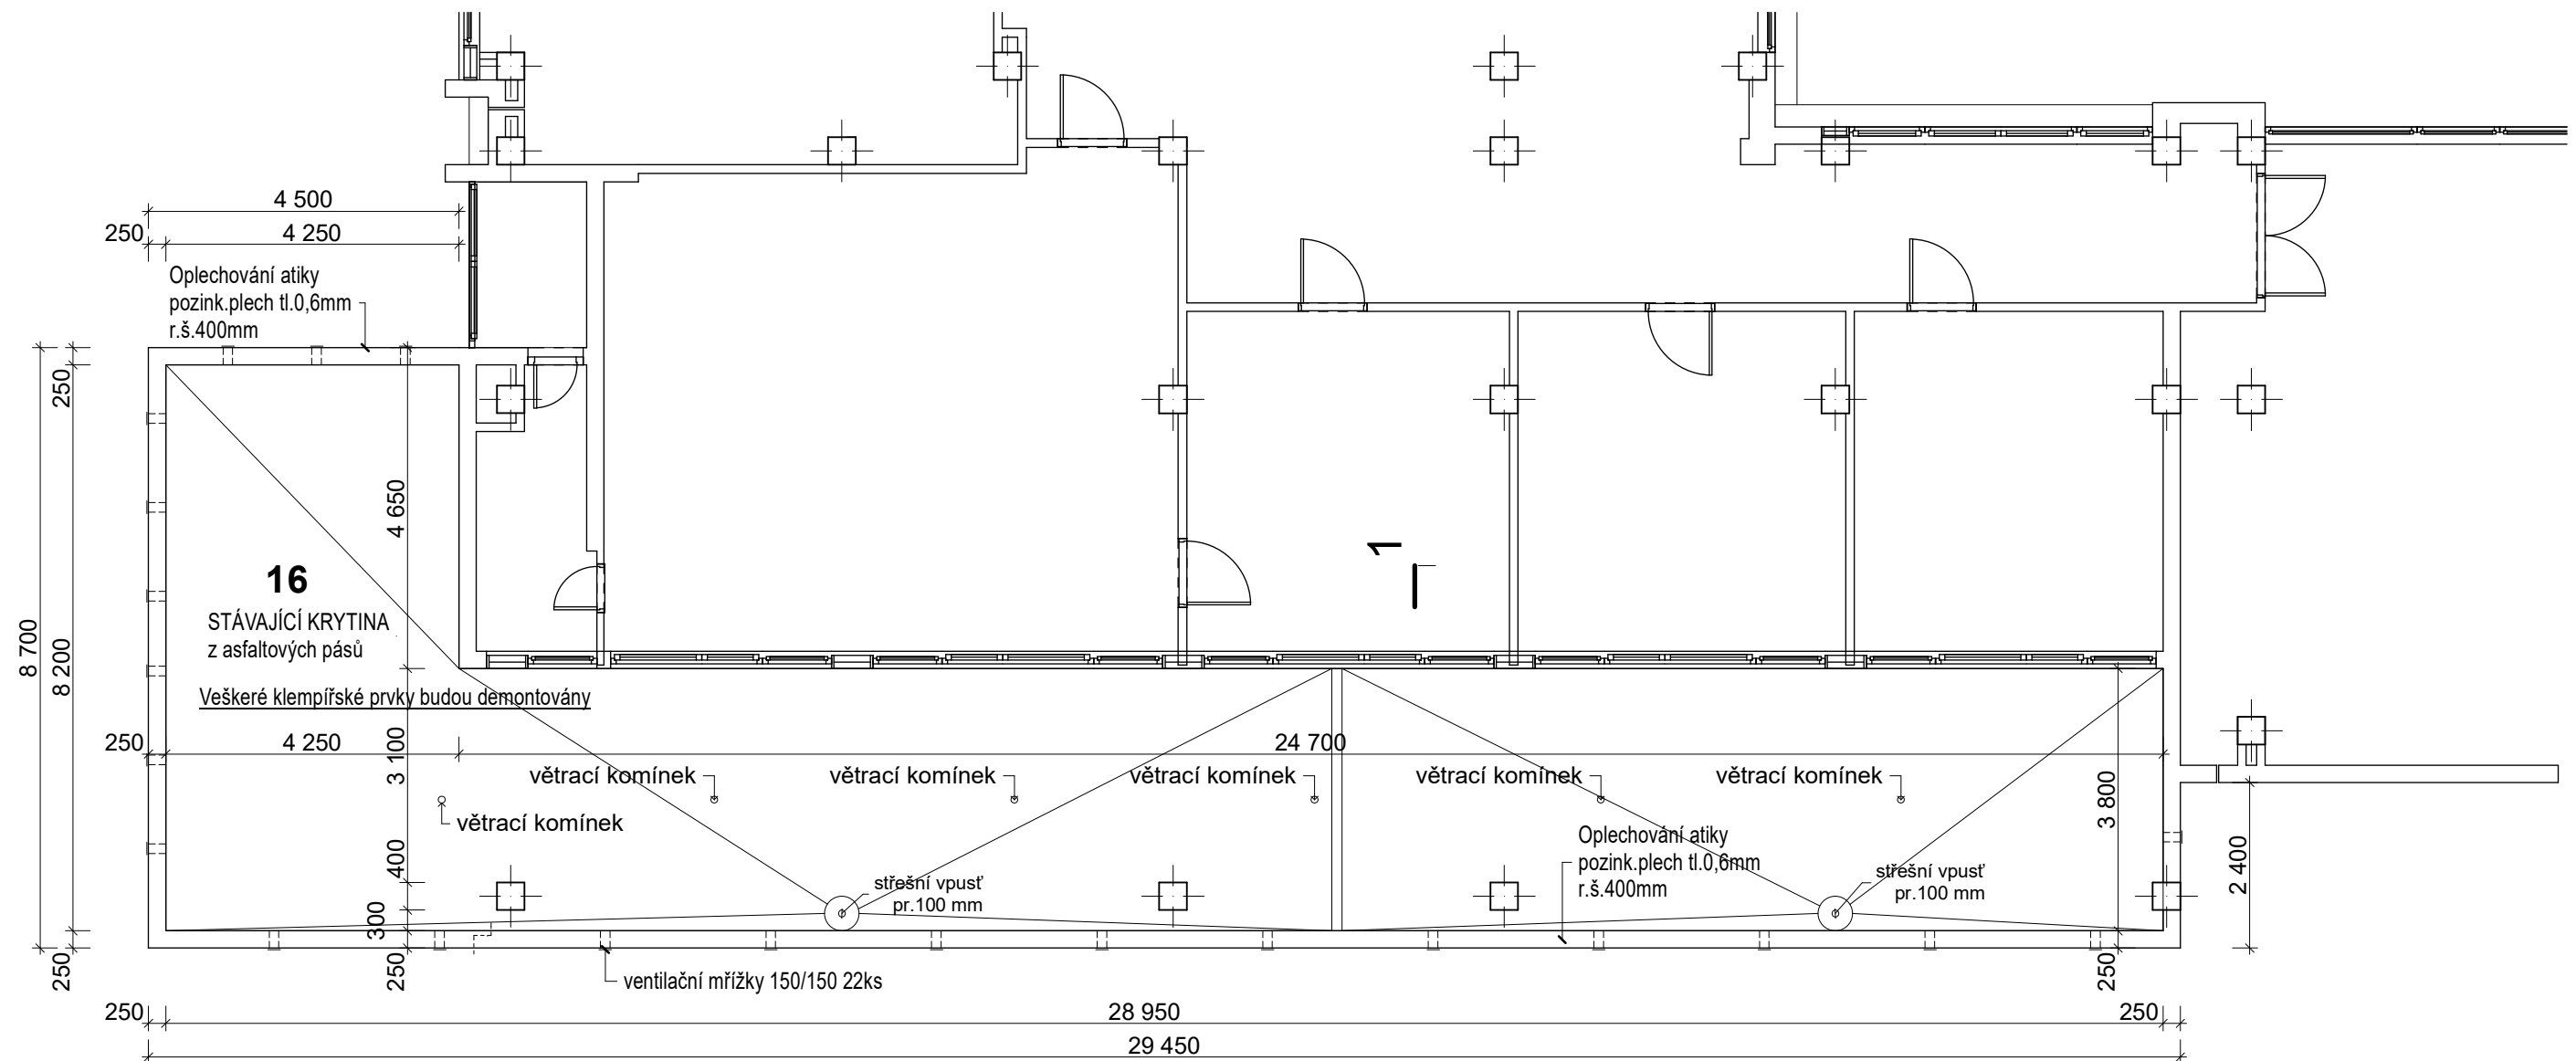 4 500
250
4 250
Oplechování atiky
pozink.plech tl.0,6mm
r.š.400mm
8 700
250
8 200
4 650
1
16
STÁVAJÍCÍ KRYTINA
z asfaltových pásů
Veškeré klempířské prvky budou demontovány
250
4 250
3 100
24 700
větrací komínek
větrací komínek
větrací komínek
větrací komínek
větrací komínek
větrací komínek
3 800
2 400
400
300
Oplechování atiky
pozink.plech tl.0,6mm
r.š.400mm
střešní vpusť
pr.100 mm
střešní vpusť
pr.100 mm
250
250
250
ventilační mřížky 150/150 22ks
250
28 950
250
29 450